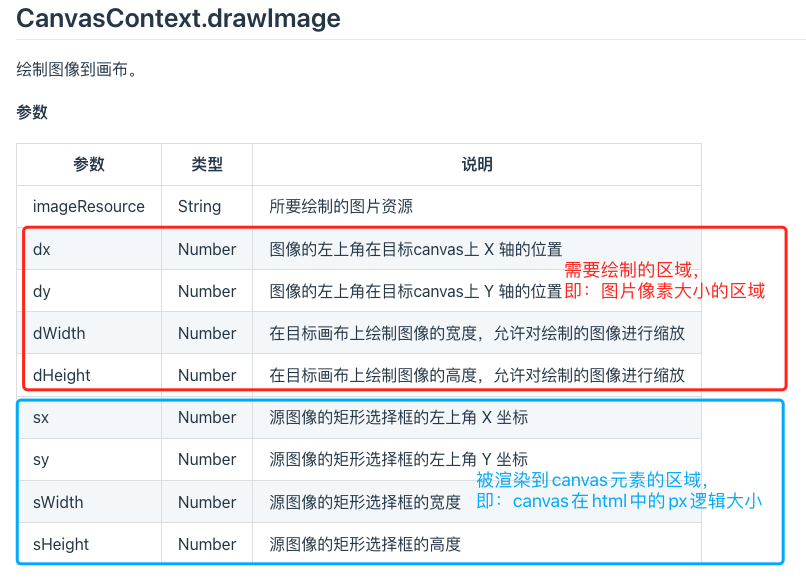 CanvasContext.drawImage
绘制图像到画布。
参数
参数 类型 说明
imageResource String 所要绘制的图片资源
dx Number 图像的左上角在目标canvas上 X 轴的位置
需要绘制的区域，
dy Number 图像的左上角在目标canvas上 Y 轴的位置
即：图片像素大小的区域
dWidth Number 在目标画布上绘制图像的宽度，允许对绘制的图像进行缩放
dHeight Number 在目标画布上绘制图像的高度，允许对绘制的图像进行缩放
sx Number 源图像的矩形选择框的左上角 X 坐标
sy Number 源图像的矩形选择框的左上角 Y 坐标
被渲染到canvas元素的区域，
sWidth Number 源图像的矩形选择框的宽度
即：canvas在html中的px逻辑大小
sHeight Number 源图像的矩形选择框的高度